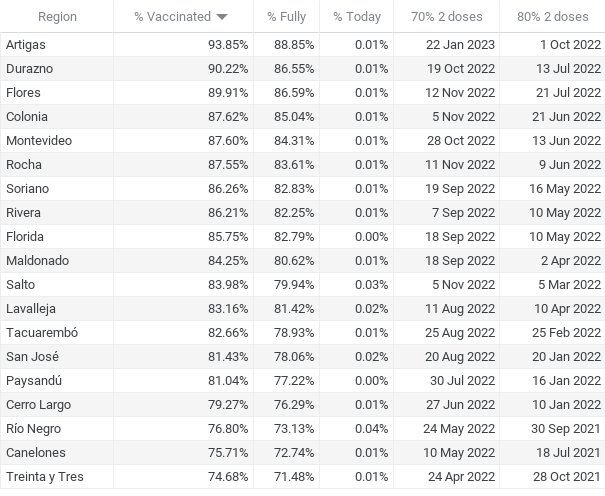 Region % Vaccinated % Fully % Today 70% 2 doses 80% 2 doses
Artigas 93.85% 88.85% 0.01% 22 Jan 2023 1 Oct 2022
Durazno 90.22% 86.55% 0.01% 19 Oct 2022 13 Jul 2022
Flores 89.91% 86.59% 0.01% 12 Nov 2022 21 Jul 2022
Colonia 87.62% 85.04% 0.01% 5 Nov 2022 21 Jun 2022
Montevideo 87.60% 84.31% 0.01% 28 Oct 2022 13 Jun 2022
Rocha 87.55% 83.61% 0.01% 11 Nov 2022 9 Jun 2022
Soriano 86.26% 82.83% 0.01% 19 Sep 2022 16 May 2022
Rivera 86.21% 82.25% 0.01% 7 Sep 2022 10 May 2022
Florida 85.75% 82.79% 0.00% 18 Sep 2022 10 May 2022
Maldonado 84.25% 80.62% 0.01% 18 Sep 2022 2 Apr 2022
Salto 83.98% 79.94% 0.03% 5 Nov 2022 5 Mar 2022
Lavalleja 83.16% 81.42% 0.02% 11 Aug 2022 10 Apr 2022
Tacuarembó 82.66% 78.93% 0.01% 25 Aug 2022 25 Feb 2022
San José 81.43% 78.06% 0.02% 20 Aug 2022 20 Jan 2022
Paysandú 81.04% 77.22% 0.00% 30 Jul 2022 16 Jan 2022
Cerro Largo 79.27% 76.29% 0.01% 27 Jun 2022 10 Jan 2022
Río Negro 76.80% 73.13% 0.04% 24 May 2022 30 Sep 2021
Canelones 75.71% 72.74% 0.01% 10 May 2022 18 Jul 2021
Treinta y Tres 74.68% 71.48% 0.01% 24 Apr 2022 28 Oct 2021